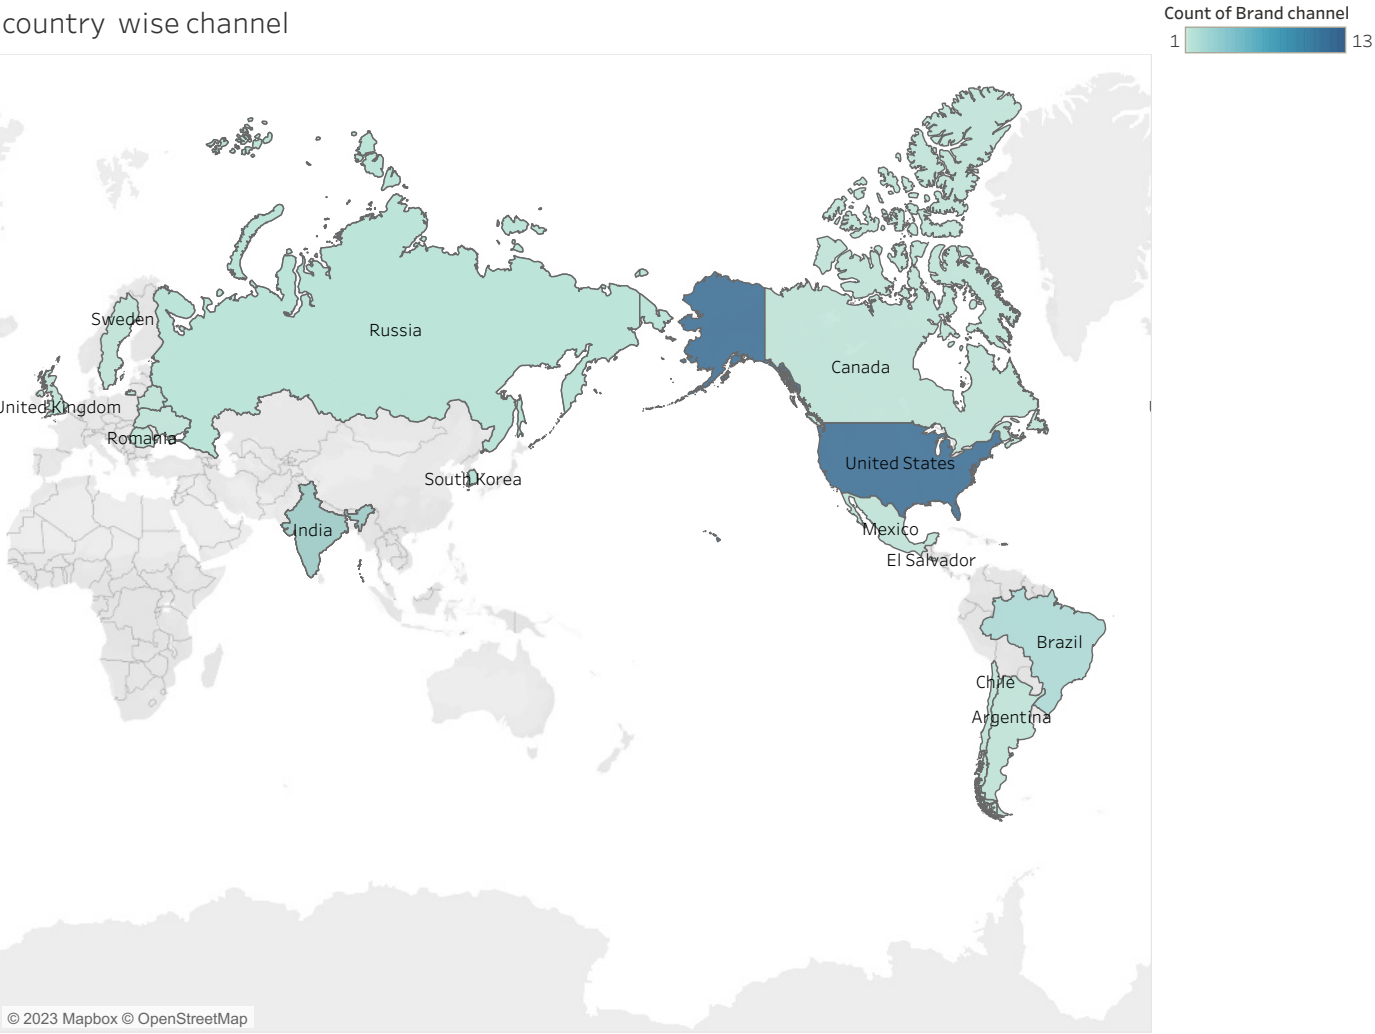 country wise channel
Count of Brand channel
1
13
Sweden
Russia
Canada
United Kingdom
Romania
United States
South Korea
India
Mexico
El Salvador
Brazil
Chile
Argentina
© 2023 Mapbox © OpenStreetMap